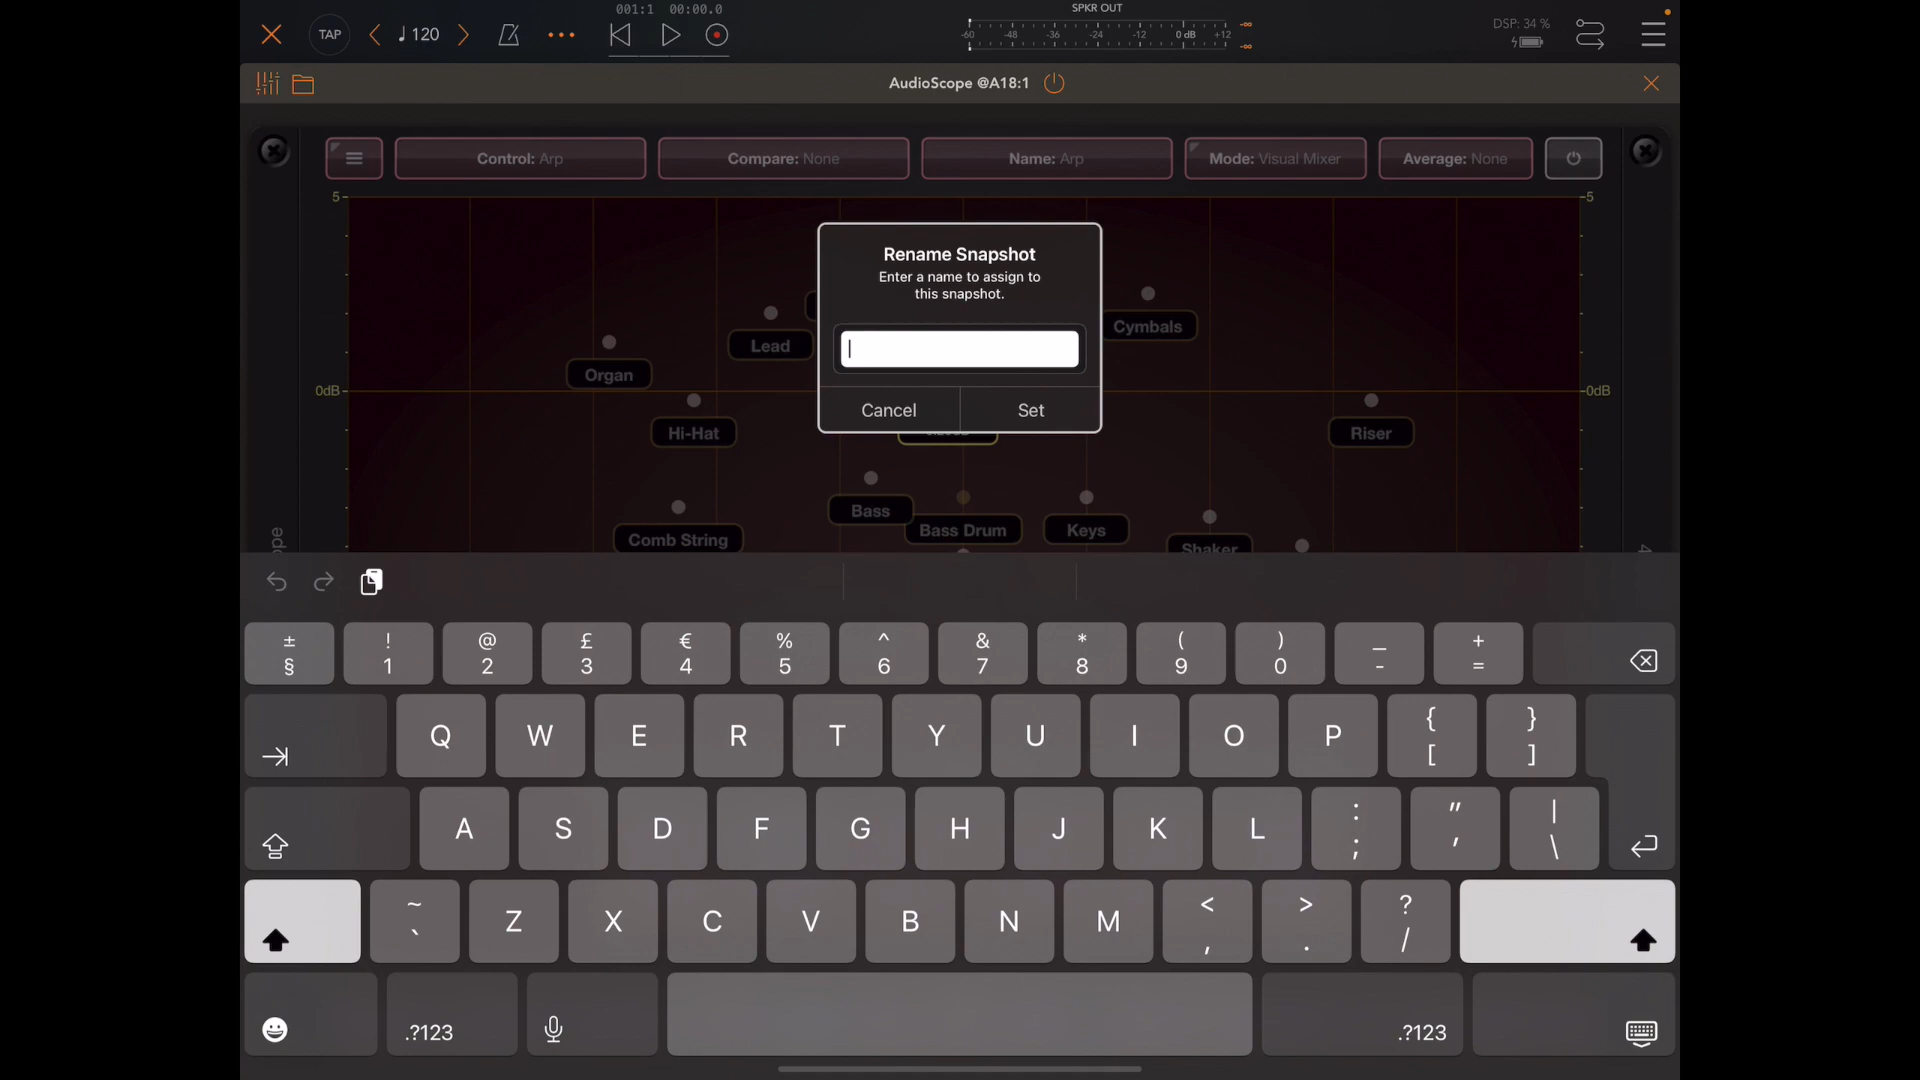 001:1 00:00.0
SPKR OUT
TAP
♩120
-60 -48 -36 -24 -12 0 dB +12
-∞
-∞
DSP: 34 %
AudioScope @A18:1
Control: Arp
Compare: None
Name: Arp
Mode: Visual Mixer
Average: None
5
-5
Rename Snapshot
Enter a name to assign to
this snapshot.
Cymbals
Lead
Organ
0dB
-0dB
Cancel
Set
Hi-Hat
Riser
Bass
Bass Drum
Keys
Comb String
Shaker
± ! @ £ € % ^ & * ( ) _ +
§ 1 2 3 4 5 6 7 8 9 0 - =
Q W E R T Y U I O P { }
[ ]
A S D F G H J K L : " |
; ' \
~ Z X C V B N M < > ?
` , . /
.?123
.?123